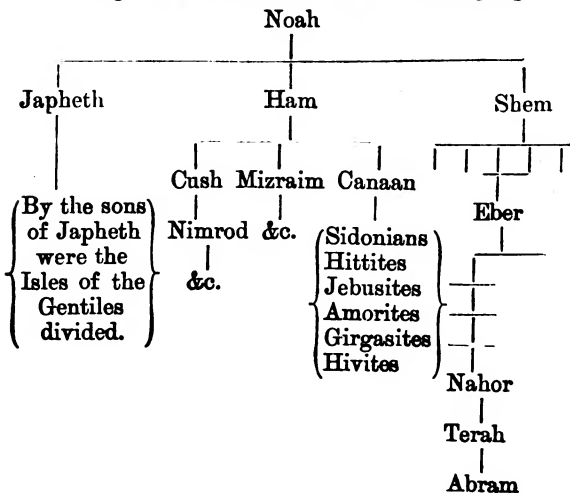 Noah
Japheth Ham Shem
Cush Mizraim Canaan
By the sons
of Japheth
were the
Isles of the
Gentiles
divided.
Nimrod &c.
&c.
Sidonians
Hittites
Jebusites
Amorites
Girgasites
Hivites
Eber
Nahor
Terah
Abram